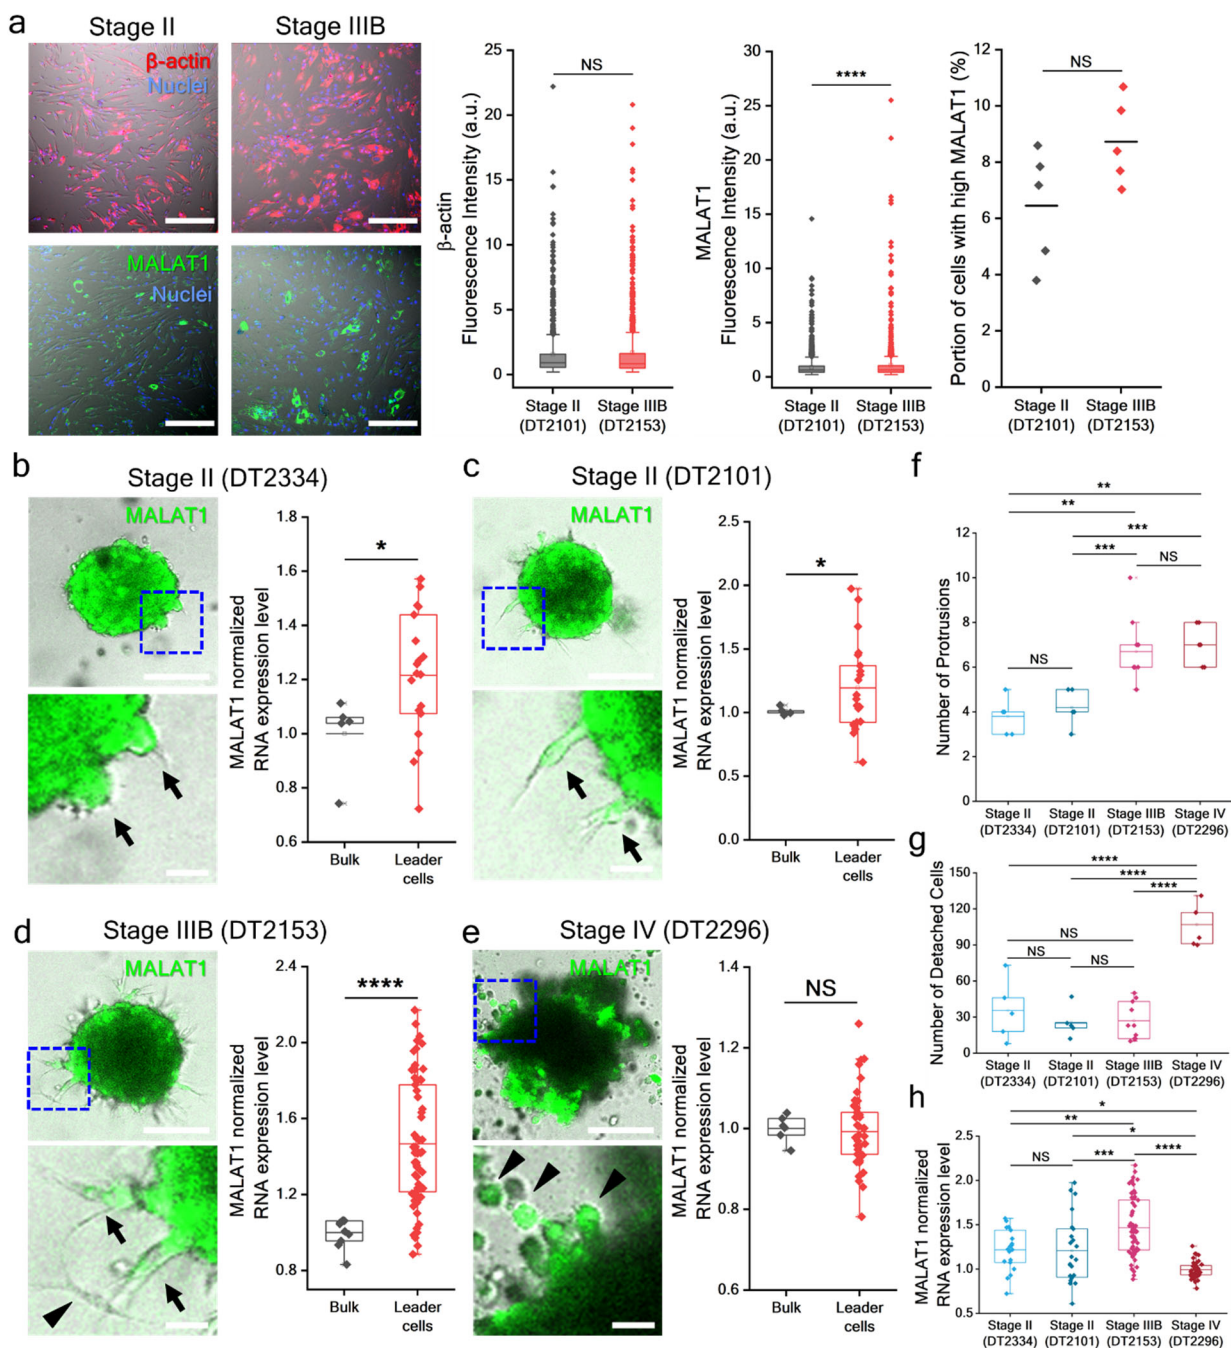 a
Stage II
Stage IIIB
β-actin
Nuclei
MALAT1
Nuclei
β-actin
Fluorescence Intensity (a.u.)
25
20
15
10
5
0
NS
Stage II
(DT2101)
Stage IIIB
(DT2153)
MALAT1
Fluorescence Intensity (a.u.)
30
25
20
15
10
5
0
****
Stage II
(DT2101)
Stage IIIB
(DT2153)
Portion of cells with high MALAT1 (%)
12
10
8
6
4
2
0
NS
Stage II
(DT2101)
Stage IIIB
(DT2153)
b
Stage II (DT2334)
MALAT1
MALAT1 normalized
RNA expression level
1.8
1.6
1.4
1.2
1.0
0.8
0.6
*
Bulk
Leader
cells
c
Stage II (DT2101)
MALAT1
MALAT1 normalized
RNA expression level
2.5
2.0
1.5
1.0
0.5
0.0
*
Bulk
Leader
cells
d
Stage IIIB (DT2153)
MALAT1
MALAT1 normalized
RNA expression level
2.4
2.0
1.6
1.2
0.8
****
Bulk
Leader
cells
e
Stage IV (DT2296)
MALAT1
MALAT1 normalized
RNA expression level
1.4
1.2
1.0
0.8
0.6
NS
Bulk
Leader
cells
f
Number of Protrusions
12
10
8
6
4
2
0
**
**
***
***
NS
NS
Stage II
(DT2334)
Stage II
(DT2101)
Stage IIIB
(DT2153)
Stage IV
(DT2296)
g
Number of Detached Cells
150
120
90
60
30
0
****
****
****
NS
NS
NS
Stage II
(DT2334)
Stage II
(DT2101)
Stage IIIB
(DT2153)
Stage IV
(DT2296)
h
MALAT1 normalized
RNA expression level
2.5
2.0
1.5
1.0
0.5
*
**
*
NS
***
****
Stage II
(DT2334)
Stage II
(DT2101)
Stage IIIB
(DT2153)
Stage IV
(DT2296)